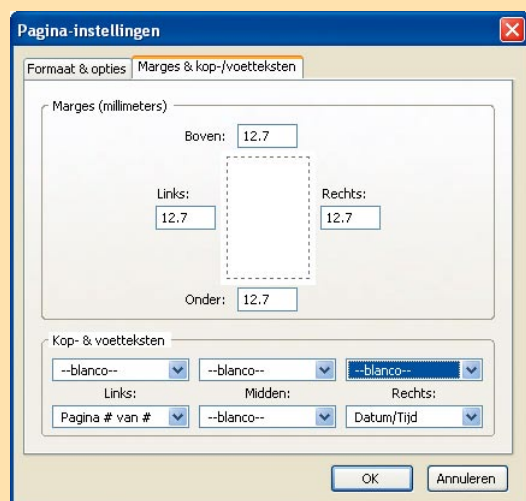 Pagina-instellingen
Formaat & opties Marges & kop-/voetteksten
Marges (millimeters)
Boven: 12.7
Links: Rechts:
12.7 12.7
Onder: 12.7
Kop- & voetteksten
--blanco-- --blanco-- --blanco--
Links: Midden: Rechts:
Pagina # van # --blanco-- Datum/Tijd
OK Annuleren